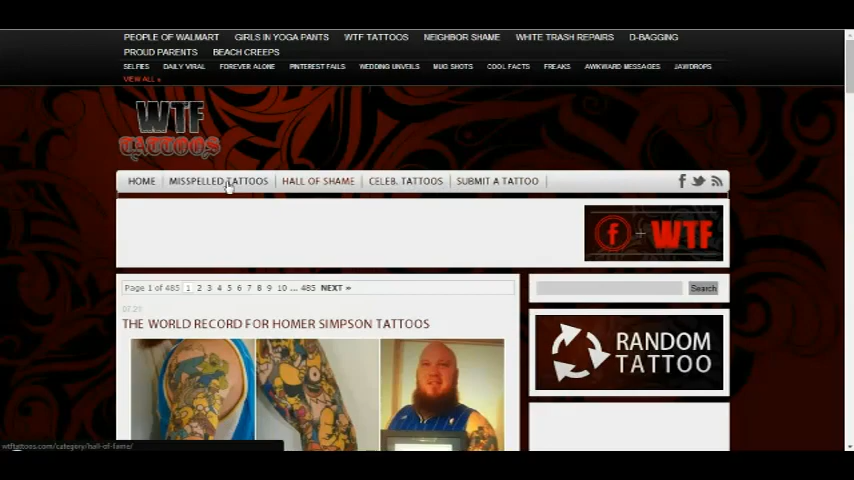 PEOPLE OF WALMART GIRLS IN YOGA PANTS WTF TATTOOS NEIGHBOR SHAME WHITE TRASH REPAIRS D-BAGGING
PROUD PARENTS BEACH CREEPS
SELFIES DAILY VIRAL FOREVER ALONE PINTEREST FAILS WEDDING UNVEILS MUG SHOTS COOL FACTS FREAKS AWKWARD MESSAGES JAWDROPS
VIEW ALL »
WTF
TATTOOS
HOME MISSPELLED TATTOOS HALL OF SHAME CELEB. TATTOOS SUBMIT A TATTOO
f + WTF
Page 1 of 485 1 2 3 4 5 6 7 8 9 10 ... 485 NEXT »
Search
07.21
THE WORLD RECORD FOR HOMER SIMPSON TATTOOS
RANDOM
TATTOO
wtftattoos.com/category/hall-of-fame/